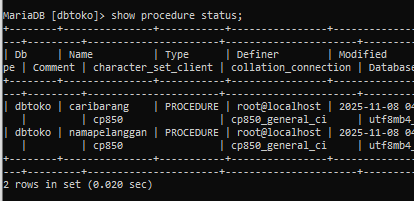 MariaDB [dbtoko]> show procedure status;
+---------+---------------+-----------+----------------+------------
---+---------+----------------------+----------------------+---------
| Db      | Name          | Type      | Definer        | Modified
pe | Comment | character_set_client | collation_connection | Database
+---------+---------------+-----------+----------------+------------
---+---------+----------------------+----------------------+---------
| dbtoko  | caribarang    | PROCEDURE | root@localhost | 2025-11-08 04
   |         | cp850                | cp850_general_ci     | utf8mb4_
| dbtoko  | namapelanggan | PROCEDURE | root@localhost | 2025-11-08 04
   |         | cp850                | cp850_general_ci     | utf8mb4_
+---------+---------------+-----------+----------------+------------
---+---------+----------------------+----------------------+---------
2 rows in set (0.020 sec)